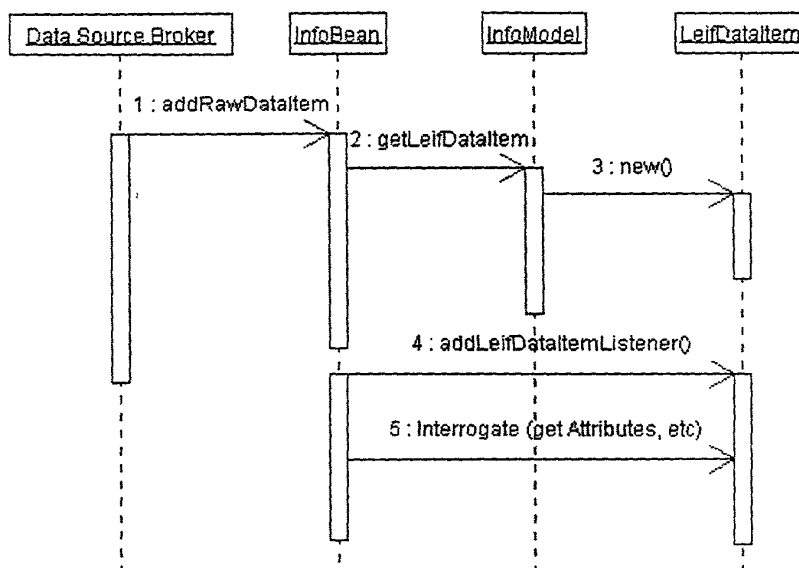 Data Source Broker
InfoBean
InfoModel
LeifDataItem
1 : addRawDataItem
2 : getLeifDataItem
3 : new()
4 : addLeifDataItemListener()
5 : Interrogate (get Attributes, etc)